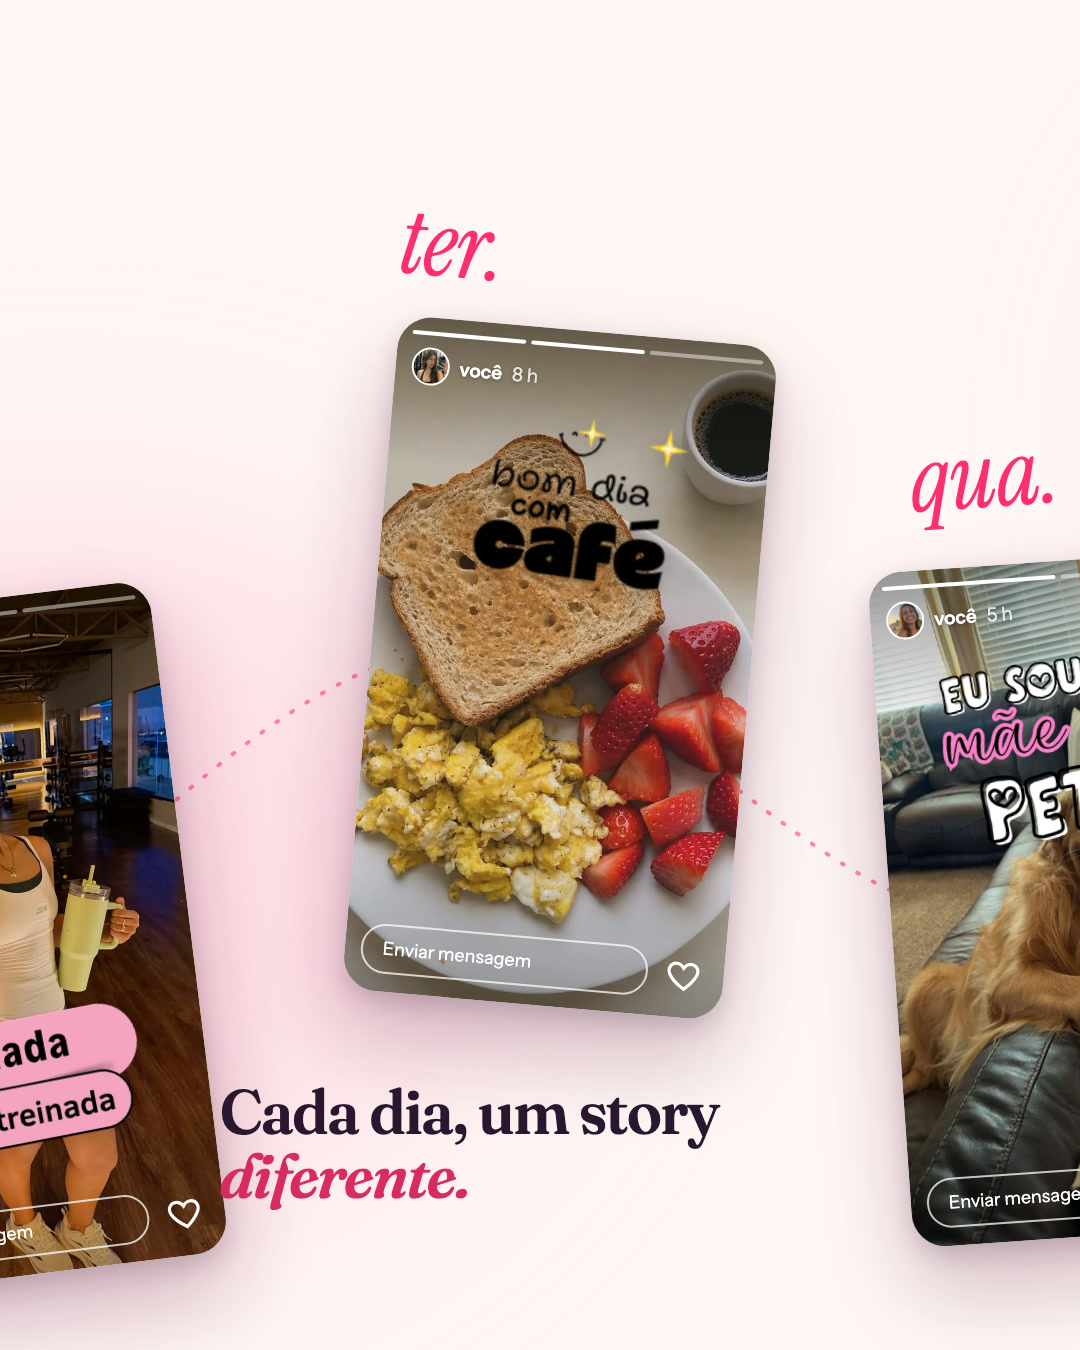 ter.
você 8 h
bom dia
com
café
Enviar mensagem
qua.
você 5 h
EU SOU
mãe
PET
Enviar mensage
ada
treinada
gem
Cada dia, um story
diferente.